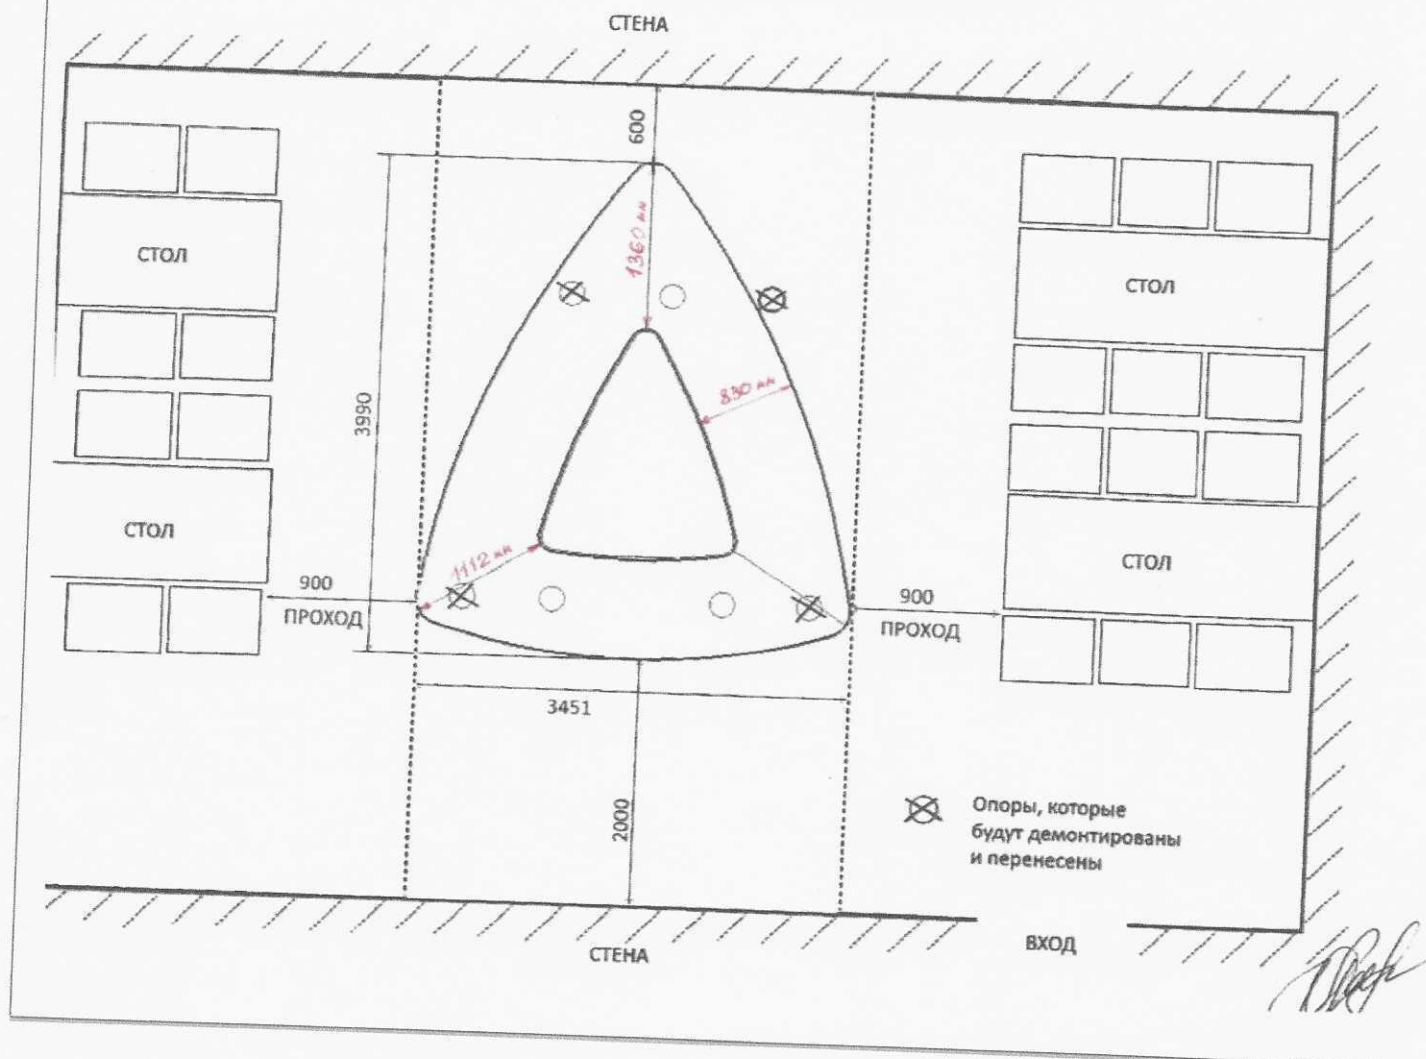 СТЕНА
600
1360 мм
СТОЛ
СТОЛ
830 мм
3990
СТОЛ
1112 мм
СТОЛ
900
ПРОХОД
900
ПРОХОД
3451
2000
Опоры, которые
будут демонтированы
и перенесены
СТЕНА
ВХОД